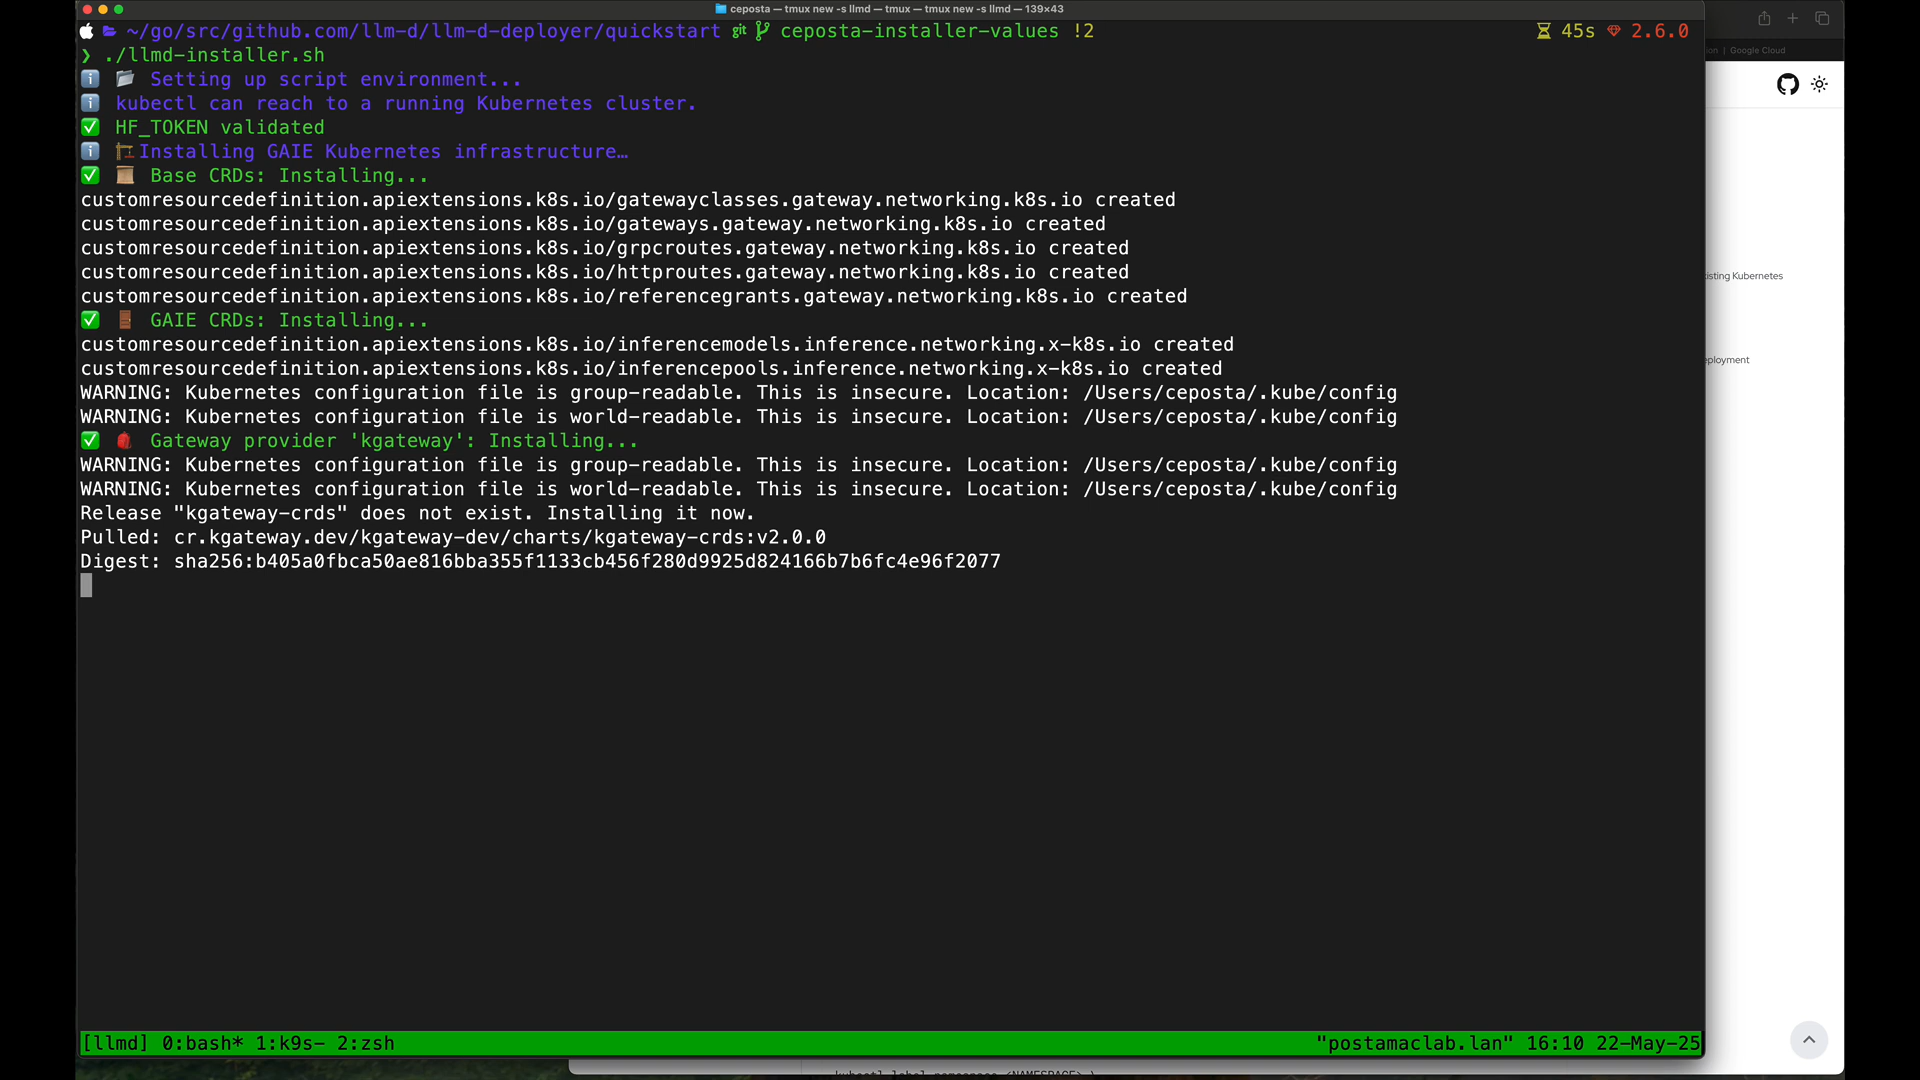 ceposta — tmux new -s llmd — tmux — tmux new -s llmd — 139×43
~/go/src/github.com/llm-d/llm-d-deployer/quickstart git ceposta-installer-values !2 45s 2.6.0
❯ ./llmd-installer.sh
Setting up script environment...
kubectl can reach to a running Kubernetes cluster.
HF_TOKEN validated
Installing GAIE Kubernetes infrastructure…
Base CRDs: Installing...
customresourcedefinition.apiextensions.k8s.io/gatewayclasses.gateway.networking.k8s.io created
customresourcedefinition.apiextensions.k8s.io/gateways.gateway.networking.k8s.io created
customresourcedefinition.apiextensions.k8s.io/grpcroutes.gateway.networking.k8s.io created
customresourcedefinition.apiextensions.k8s.io/httproutes.gateway.networking.k8s.io created
customresourcedefinition.apiextensions.k8s.io/referencegrants.gateway.networking.k8s.io created
GAIE CRDs: Installing...
customresourcedefinition.apiextensions.k8s.io/inferencemodels.inference.networking.x-k8s.io created
customresourcedefinition.apiextensions.k8s.io/inferencepools.inference.networking.x-k8s.io created
WARNING: Kubernetes configuration file is group-readable. This is insecure. Location: /Users/ceposta/.kube/config
WARNING: Kubernetes configuration file is world-readable. This is insecure. Location: /Users/ceposta/.kube/config
Gateway provider 'kgateway': Installing...
WARNING: Kubernetes configuration file is group-readable. This is insecure. Location: /Users/ceposta/.kube/config
WARNING: Kubernetes configuration file is world-readable. This is insecure. Location: /Users/ceposta/.kube/config
Release "kgateway-crds" does not exist. Installing it now.
Pulled: cr.kgateway.dev/kgateway-dev/charts/kgateway-crds:v2.0.0
Digest: sha256:b405a0fbca50ae816bba355f1133cb456f280d9925d824166b7b6fc4e96f2077
[llmd] 0:bash* 1:k9s- 2:zsh "postamaclab.lan" 16:10 22-May-25
| Google Cloud
Kubernetes